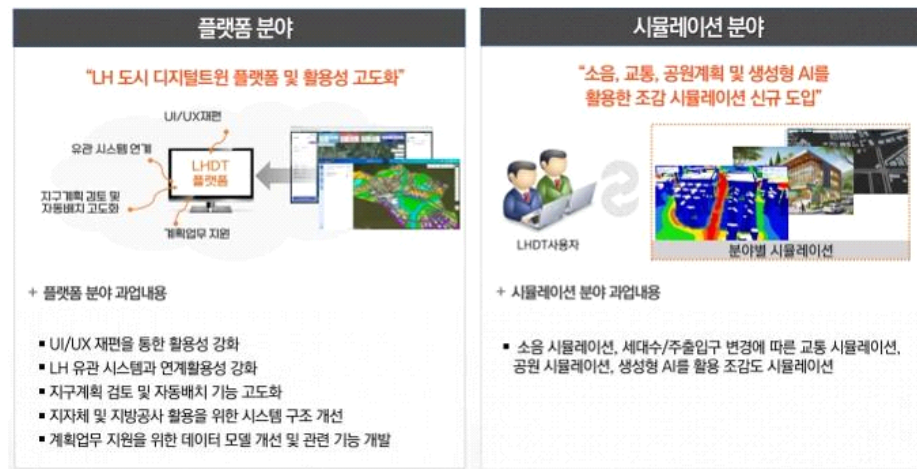 플랫폼 분야
"LH 도시 디지털트윈 플랫폼 및 활용성 고도화"
UI/UX재편
유관 시스템 연계
LHDT
플랫폼
지구계획 검토 및
자동배치 고도화
계획업무 지원
+ 플랫폼 분야 과업내용
▪ UI/UX 재편을 통한 활용성 강화
▪ LH 유관 시스템과 연계활용성 강화
▪ 지구계획 검토 및 자동배치 기능 고도화
▪ 지자체 및 지방공사 활용을 위한 시스템 구조 개선
▪ 계획업무 지원을 위한 데이터 모델 개선 및 관련 기능 개발
시뮬레이션 분야
"소음, 교통, 공원계획 및 생성형 AI를
활용한 조감 시뮬레이션 신규 도입"
LHDT사용자
분야별 시뮬레이션
+ 시뮬레이션 분야 과업내용
▪ 소음 시뮬레이션, 세대수/주출입구 변경에 따른 교통 시뮬레이션,
공원 시뮬레이션, 생성형 AI를 활용 조감도 시뮬레이션